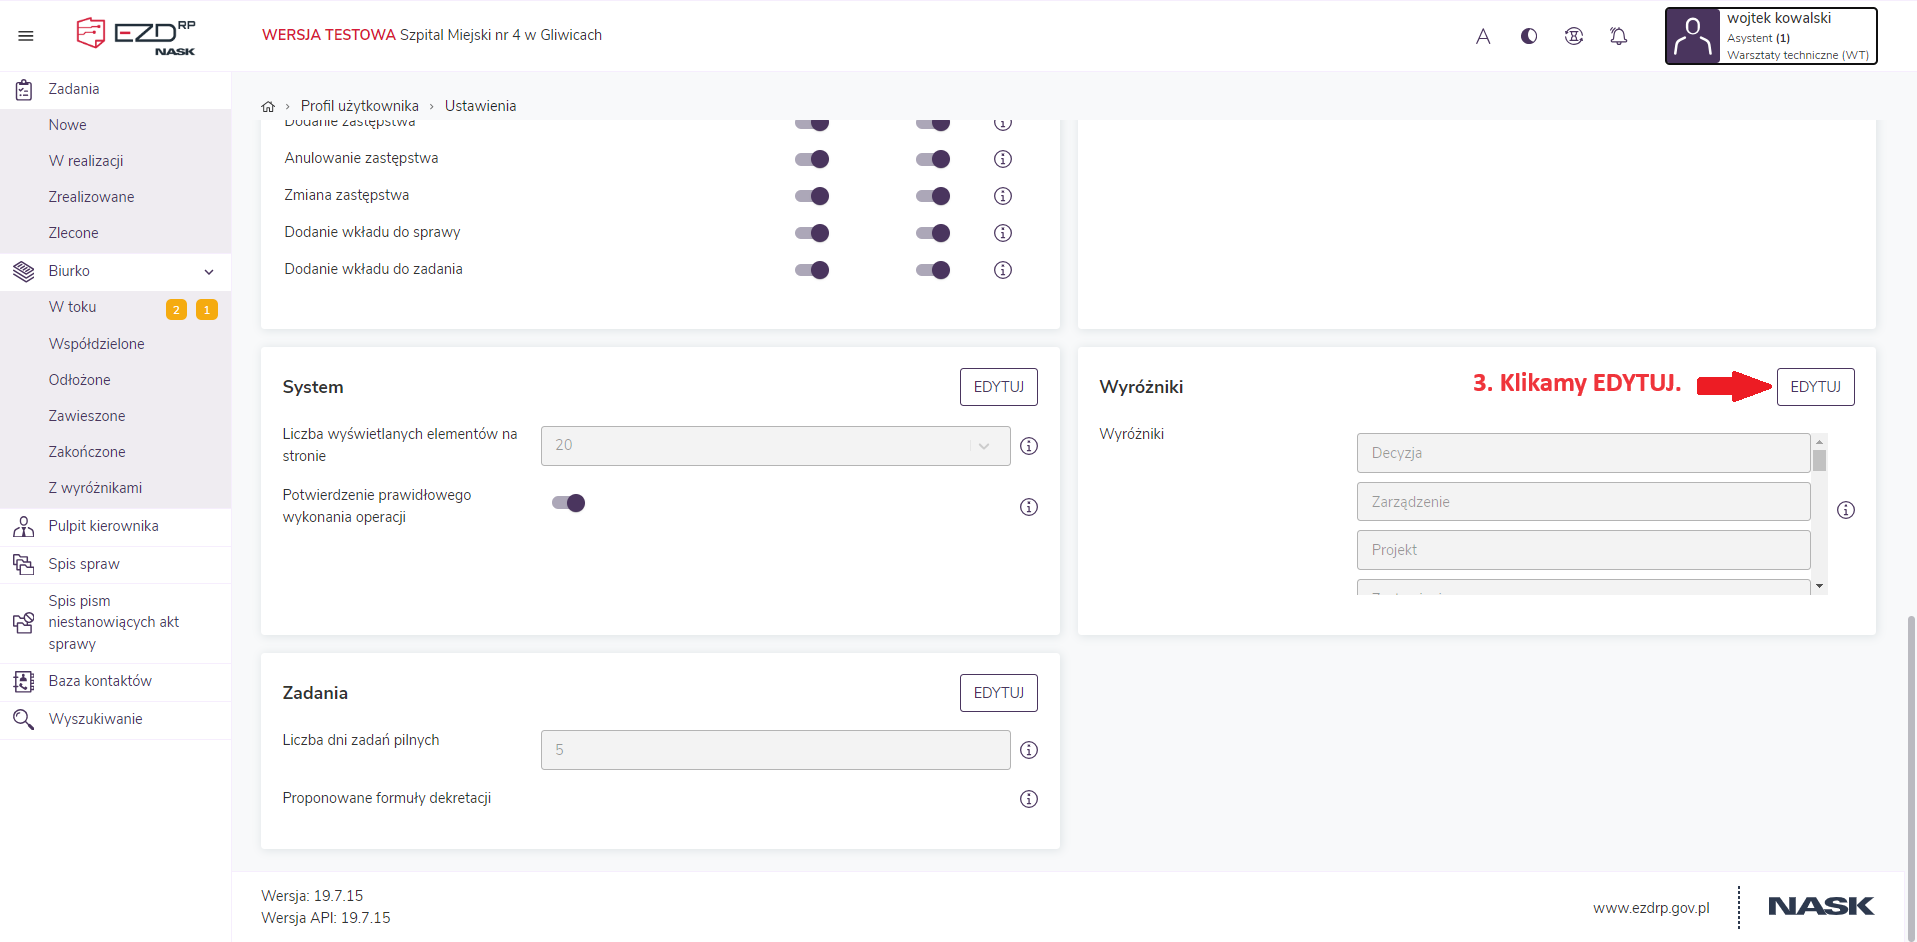 EZD RP
NASK
WERSJA TESTOWA Szpital Miejski nr 4 w Gliwicach
A
wojtek kowalski
Asystent (1)
Warsztaty techniczne (WT)
Zadania
Nowe
W realizacji
Zrealizowane
Zlecone
Biurko
W toku 2 1
Współdzielone
Odłożone
Zawieszone
Zakończone
Z wyróżnikami
Pulpit kierownika
Spis spraw
Spis pism
niestanowiących akt
sprawy
Baza kontaktów
Wyszukiwanie
Profil użytkownika › Ustawienia
Dodanie zastępstwa
Anulowanie zastępstwa
Zmiana zastępstwa
Dodanie wkładu do sprawy
Dodanie wkładu do zadania
System EDYTUJ
Liczba wyświetlanych elementów na
stronie
20
Potwierdzenie prawidłowego
wykonania operacji
Wyróżniki 3. Klikamy EDYTUJ. EDYTUJ
Wyróżniki
Decyzja
Zarządzenie
Projekt
Zadania EDYTUJ
Liczba dni zadań pilnych 5
Proponowane formuły dekretacji
Wersja: 19.7.15
Wersja API: 19.7.15
www.ezdrp.gov.pl
NASK